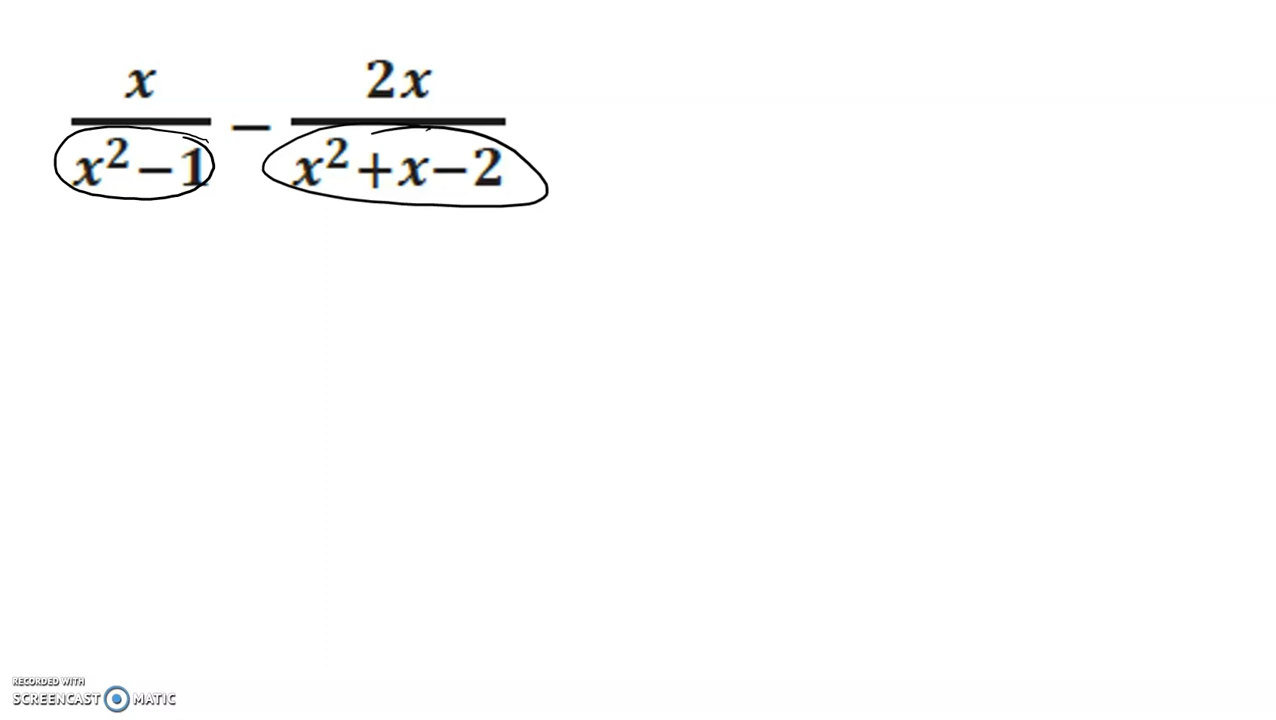 x/(x² − 1) − 2x/(x² + x − 2)
RECORDED WITH
SCREENCAST MATIC